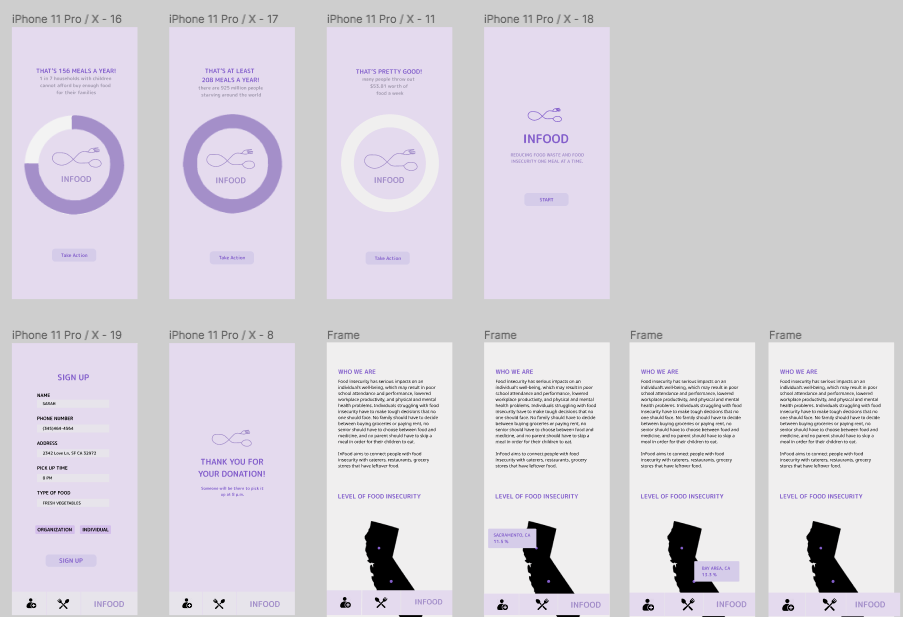 iPhone 11 Pro / X - 16
THAT'S 156 MEALS A YEAR!
1 in 7 households with children
cannot afford buy enough food
for their families
INFOOD
Take Action
iPhone 11 Pro / X - 17
THAT'S AT LEAST
208 MEALS A YEAR!
there are 925 million people
starving around the world
INFOOD
Take Action
iPhone 11 Pro / X - 11
THAT'S PRETTY GOOD!
many people throw out
$53.81 worth of
food a week
INFOOD
Take Action
iPhone 11 Pro / X - 18
INFOOD
REDUCING FOOD WASTE AND FOOD
INSECURITY ONE MEAL AT A TIME.
START
iPhone 11 Pro / X - 19
SIGN UP
NAME
SARAH
PHONE NUMBER
(345)464-4564
ADDRESS
2342 Love Ln, SF CA 52972
PICK UP TIME
8 PM
TYPE OF FOOD
FRESH VEGETABLES
ORGANIZATION INDIVIDUAL
SIGN UP
INFOOD
iPhone 11 Pro / X - 8
THANK YOU FOR
YOUR DONATION!
Someone will be there to pick it
up at 8 p.m.
INFOOD
Frame
WHO WE ARE
Food insecurity has serious impacts on an
individual's well-being, which may result in poor
school attendance and performance, lowered
workplace productivity, and physical and mental
health problems. Individuals struggling with food
insecurity have to make tough decisions that no
one should have. No family should have to decide
between buying groceries or paying rent, no
senior should have to choose between food and
medicine, and no parent should have to skip a
meal in order for their children to eat.
InFood aims to connect people with food
insecurity with caterers, restaurants, grocery
stores that have leftover food.
LEVEL OF FOOD INSECURITY
INFOOD
Frame
WHO WE ARE
Food insecurity has serious impacts on an
individual's well-being, which may result in poor
school attendance and performance, lowered
workplace productivity, and physical and mental
health problems. Individuals struggling with food
insecurity have to make tough decisions that no
one should have. No family should have to decide
between buying groceries or paying rent, no
senior should have to choose between food and
medicine, and no parent should have to skip a
meal in order for their children to eat.
InFood aims to connect people with food
insecurity with caterers, restaurants, grocery
stores that have leftover food.
LEVEL OF FOOD INSECURITY
SACRAMENTO, CA
11.5 %
INFOOD
Frame
WHO WE ARE
Food insecurity has serious impacts on an
individual's well-being, which may result in poor
school attendance and performance, lowered
workplace productivity, and physical and mental
health problems. Individuals struggling with food
insecurity have to make tough decisions that no
one should have. No family should have to decide
between buying groceries or paying rent, no
senior should have to choose between food and
medicine, and no parent should have to skip a
meal in order for their children to eat.
InFood aims to connect people with food
insecurity with caterers, restaurants, grocery
stores that have leftover food.
LEVEL OF FOOD INSECURITY
BAY AREA, CA
INFOOD
Frame
WHO WE ARE
Food insecurity has serious impacts on an
individual's well-being, which may result in poor
school attendance and performance, lowered
workplace productivity, and physical and mental
health problems. Individuals struggling with food
insecurity have to make tough decisions that no
one should have. No family should have to decide
between buying groceries or paying rent, no
senior should have to choose between food and
medicine, and no parent should have to skip a
meal in order for their children to eat.
InFood aims to connect people with food
insecurity with caterers, restaurants, grocery
stores that have leftover food.
LEVEL OF FOOD INSECURITY
INFOOD